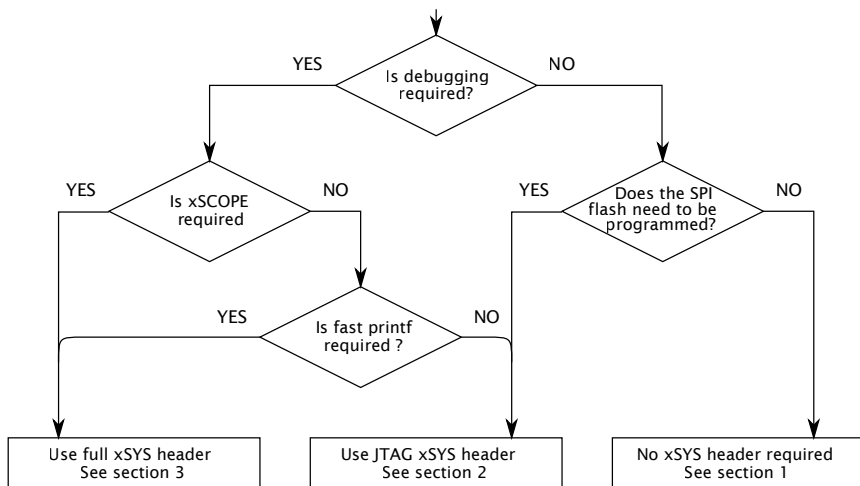 Is debugging
required?
YES
NO
Is xSCOPE
required
YES
NO
Does the SPI
flash need to be
programmed?
YES
NO
Is fast printf
required ?
YES
NO
Use full xSYS header
See section 3
Use JTAG xSYS header
See section 2
No xSYS header required
See section 1